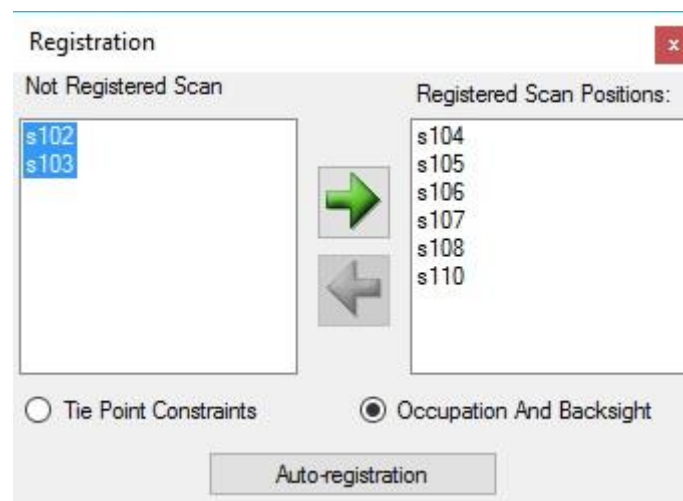 Registration
x
Not Registered Scan
Registered Scan Positions:
s102
s103
s104
s105
s106
s107
s108
s110
Tie Point Constraints
Occupation And Backsight
Auto-registration